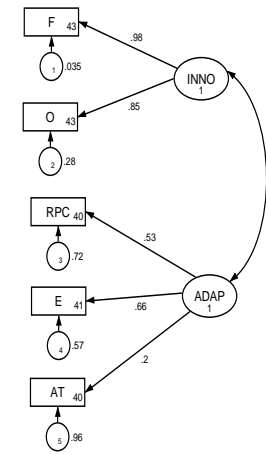 F 43
.98
1 .035
INNO
1
.85
O 43
2 .28
RPC 40
.53
3 .72
ADAP
1
E 41
.66
4 .57
.2
AT 40
5 .96